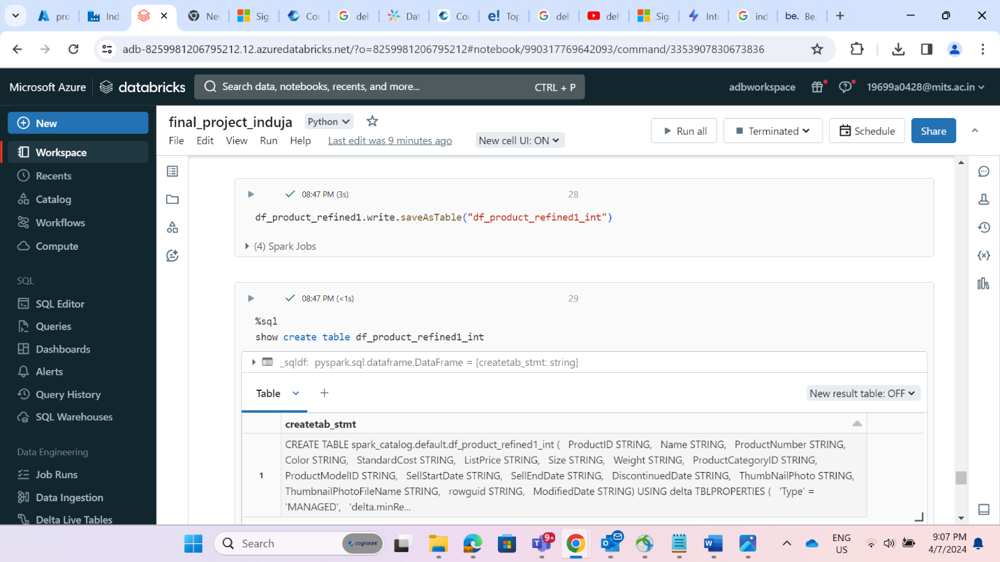 pro
Ind
Nev
Sig
Cou
del
Dat
Cou
Top
delt
del
Sig
Intr
ind
be. Be.
adb-8259981206795212.12.azuredatabricks.net/?o=8259981206795212#notebook/990317769642093/command/3353907830673836
Microsoft Azure
databricks
Search data, notebooks, recents, and more...
CTRL + P
adbworkspace
19699a0428@mits.ac.in
New
Workspace
Recents
Catalog
Workflows
Compute
SQL
SQL Editor
Queries
Dashboards
Alerts
Query History
SQL Warehouses
Data Engineering
Job Runs
Data Ingestion
Delta Live Tables
final_project_induja
Python
File Edit View Run Help
Last edit was 9 minutes ago
New cell UI: ON
Run all
Terminated
Schedule
Share
08:47 PM (3s)
28
df_product_refined1.write.saveAsTable("df_product_refined1_int")
(4) Spark Jobs
08:47 PM (<1s)
29
%sql
show create table df_product_refined1_int
_sqldf: pyspark.sql.dataframe.DataFrame = [createtab_stmt: string]
Table
New result table: OFF
createtab_stmt
1
CREATE TABLE spark_catalog.default.df_product_refined1_int ( ProductID STRING, Name STRING, ProductNumber STRING,
Color STRING, StandardCost STRING, ListPrice STRING, Size STRING, Weight STRING, ProductCategoryID STRING,
ProductModelID STRING, SellStartDate STRING, SellEndDate STRING, DiscontinuedDate STRING, ThumbNailPhoto STRING,
ThumbnailPhotoFileName STRING, rowguid STRING, ModifiedDate STRING) USING delta TBLPROPERTIES ( 'Type' =
'MANAGED', 'delta.minRe...
Search
cognizant
9+
ENG
US
9:07 PM
4/7/2024